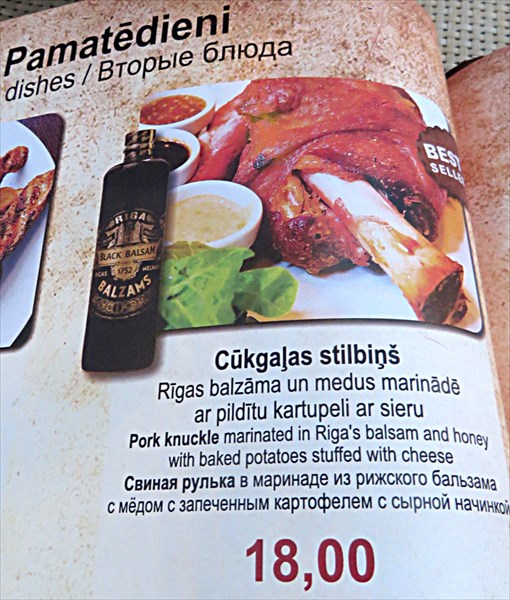 Pamatēdieni
dishes / Вторые блюда
BEST
RIGA
BLACK BALSAM
1752
BALZAMS
Cūkgaļas stilbiņš
Rīgas balzāma un medus marinādē
ar pildītu kartupeli ar sieru
Pork knuckle marinated in Riga's balsam and honey
with baked potatoes stuffed with cheese
Свиная рулька в маринаде из рижского бальзама
с мёдом с запеченным картофелем с сырной начинкой
18,00